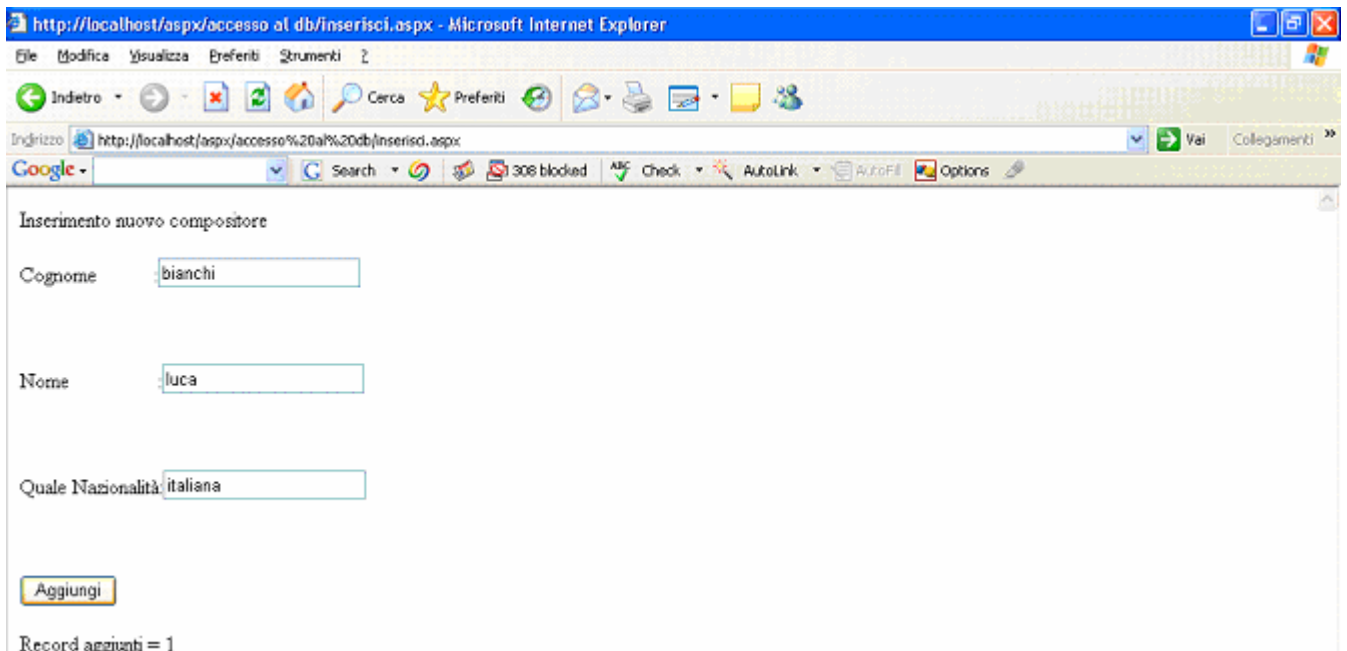 http://localhost/aspx/accesso al db/inserisci.aspx - Microsoft Internet Explorer
File Modifica Visualizza Preferiti Strumenti ?
Indietro Cerca Preferiti
Indirizzo http://localhost/aspx/accesso%20al%20db/inserisci.aspx Vai Collegamenti »
Google Search 308 blocked ABC Check AutoLink AutoFill Options
Inserimento nuovo compositore
Cognome :bianchi
Nome :luca
Quale Nazionalità:italiana
Aggiungi
Record aggiunti = 1